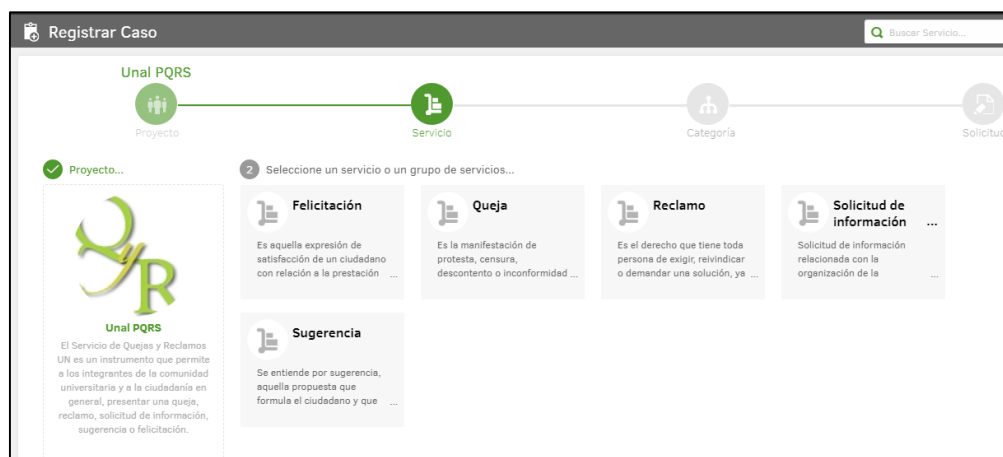 Registrar Caso
Buscar Servicio...
Unal PQRS
Proyecto
Servicio
Categoría
Solicitud
Proyecto...
2 Seleccione un servicio o un grupo de servicios...
QyR
Unal PQRS
El Servicio de Quejas y Reclamos
UN es un instrumento que permite
a los integrantes de la comunidad
universitaria y a la ciudadanía en
general, presentar una queja,
reclamo, solicitud de información,
sugerencia o felicitación.
Felicitación
Es aquella expresión de
satisfacción de un ciudadano
con relación a la prestación ...
Queja
Es la manifestación de
protesta, censura,
descontento o inconformidad ...
Reclamo
Es el derecho que tiene toda
persona de exigir, reivindicar
o demandar una solución, ya ...
Solicitud de
información ...
Solicitud de información
relacionada con la
organización de la ...
Sugerencia
Se entiende por sugerencia,
aquella propuesta que
formula el ciudadano y que ...